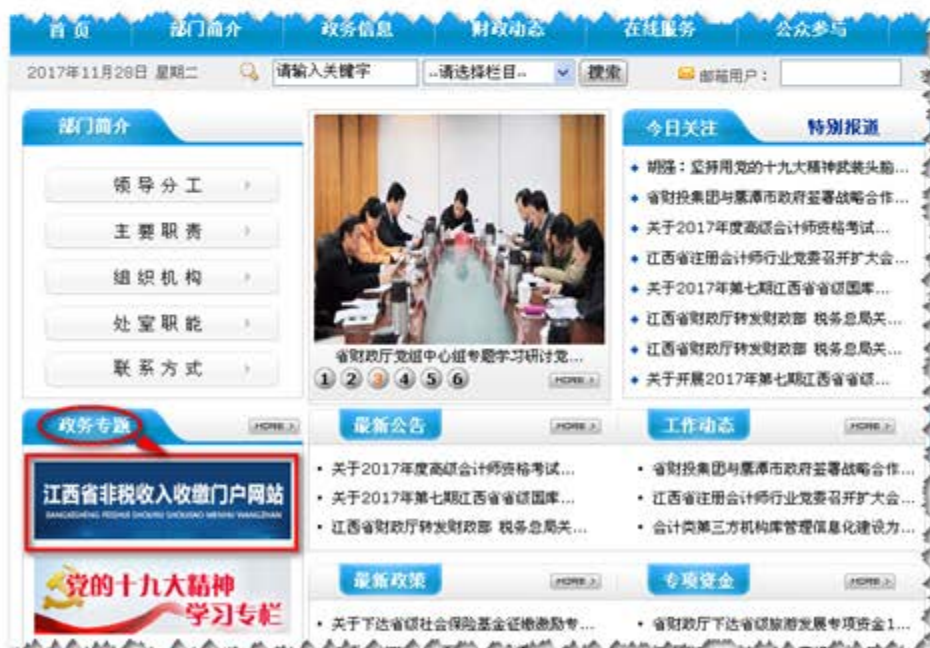 首页 部门简介 政务信息 财政动态 在线服务 公众参与
2017年11月28日 星期二 请输入关键字 ..请选择栏目.. 搜索 邮箱用户：
部门简介
领导分工
主要职责
组织机构
处室职能
联系方式
省财政厅党组中心组专题学习研讨党...
1 2 3 4 5 6 MORE
今日关注 特别报道
胡强：坚持用党的十九大精神武装头脑...
省财投集团与鹰潭市政府签署战略合作...
关于2017年度高级会计师资格考试...
江西省注册会计师行业党委召开扩大会...
关于2017年第七期江西省省级国库...
江西省财政厅转发财政部 税务总局关...
江西省财政厅转发财政部 税务总局关...
关于开展2017年第七期江西省省级...
政务专题 MORE
江西省非税收入收缴门户网站
党的十九大精神
学习专栏
最新公告 MORE
关于2017年度高级会计师资格考试...
关于2017年第七期江西省省级国库...
江西省财政厅转发财政部 税务总局关...
工作动态 MORE
省财投集团与鹰潭市政府签署战略合作...
江西省注册会计师行业党委召开扩大会...
会计类第三方机构库管理信息化建设力...
最新政策 MORE
关于下达省级社会保险基金征缴激励专...
专项资金 MORE
省财政厅下达省级旅游发展专项资金1...